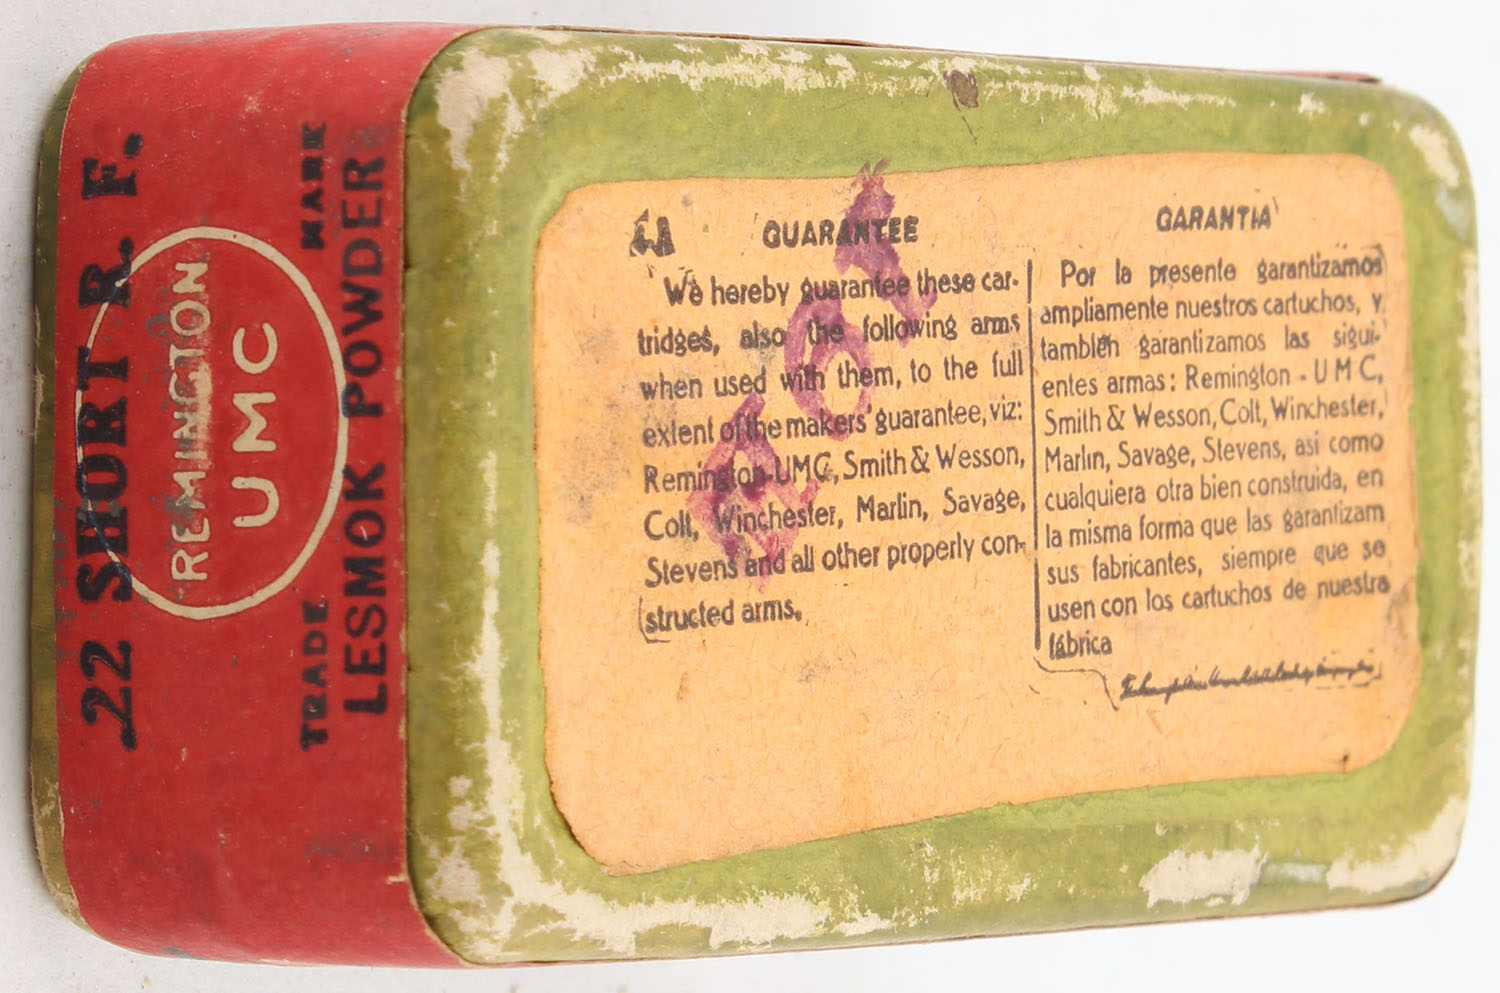 .22 SHORT R. F.
REMINGTON
UMC
TRADE MARK
LESMOK POWDER
GUARANTEE
We hereby guarantee these car-
tridges, also the following arms
when used with them, to the full
extent of the makers' guarantee, viz:
Remington-UMC, Smith & Wesson,
Colt, Winchester, Marlin, Savage,
Stevens and all other properly con-
structed arms.
GARANTIA
Por la presente garantizamos
ampliamente nuestros cartuchos, y
también garantizamos las sigui-
entes armas: Remington - UMC,
Smith & Wesson, Colt, Winchester,
Marlin, Savage, Stevens, asi como
cualquiera otra bien construida, en
la misma forma que las garantizam
sus fabricantes, siempre que se
usen con los cartuchos de nuestra
fábrica